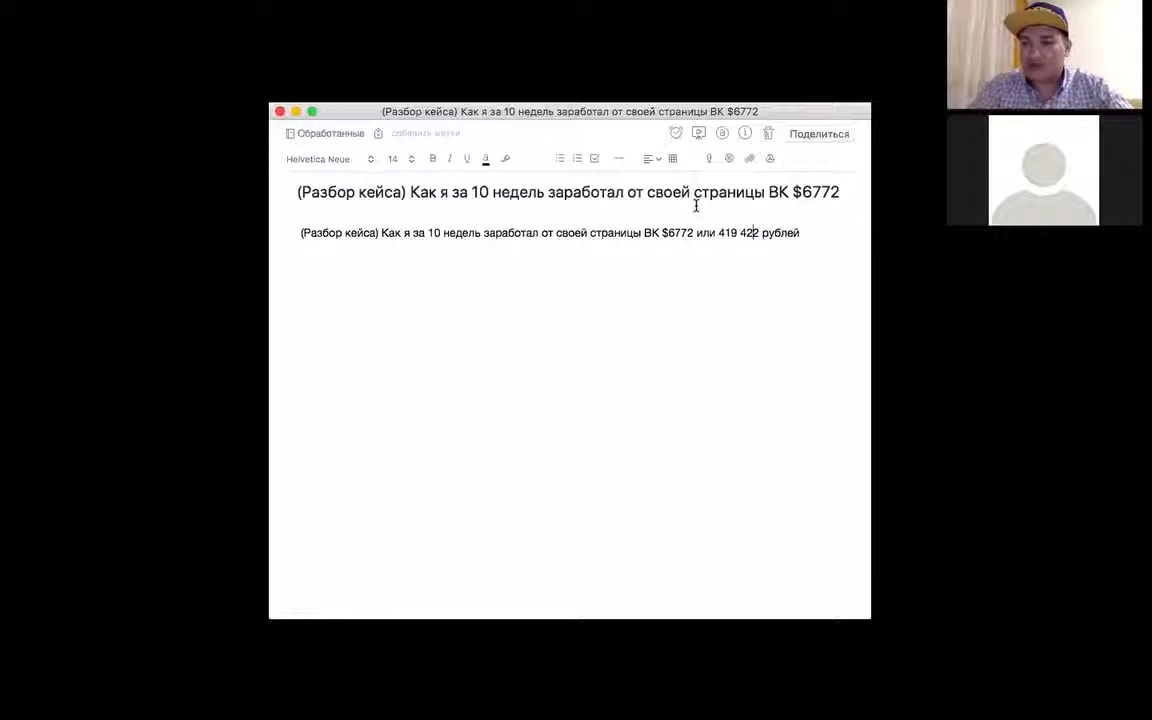 (Разбор кейса) Как я за 10 недель заработал от своей страницы ВК $6772
Обработанные добавить метки Поделиться
Helvetica Neue 14 B I U a
(Разбор кейса) Как я за 10 недель заработал от своей страницы ВК $6772
(Разбор кейса) Как я за 10 недель заработал от своей страницы ВК $6772 или 419 422 рублей